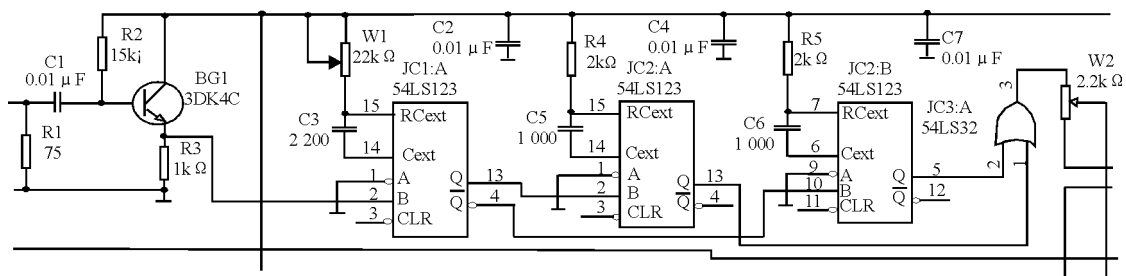 C1
0.01 μ F
R2
15k¡
BG1
3DK4C
R1
75
R3
1k Ω
W1
22k Ω
C2
0.01 μ F
C3
2 200
JC1:A
54LS123
15
RCext
14
Cext
1
A
2
B
3
CLR
Q
13
Q
4
R4
2kΩ
C4
0.01 μ F
C5
1 000
JC2:A
54LS123
15
RCext
14
Cext
1
A
2
B
3
CLR
Q
13
Q
4
R5
2k Ω
C6
1 000
JC2:B
54LS123
7
RCext
6
Cext
9
A
10
B
11
CLR
Q
5
Q
12
C7
0.01 μ F
JC3:A
54LS32
3
2
1
W2
2.2k Ω